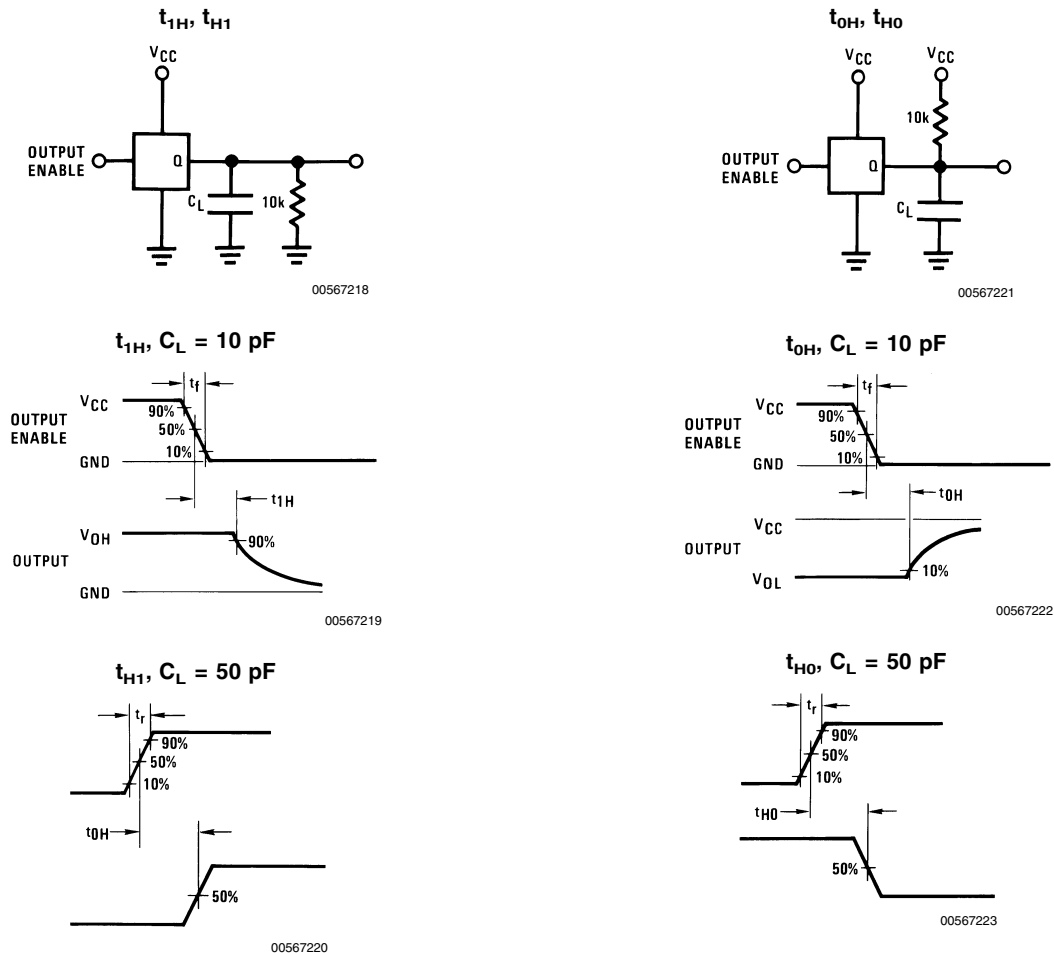 t1H, tH1
VCC
OUTPUT
ENABLE
Q
CL
10k
00567218
t0H, tH0
VCC
VCC
10k
OUTPUT
ENABLE
Q
CL
00567221
t1H, CL = 10 pF
tf
VCC
90%
OUTPUT
ENABLE
50%
10%
GND
t1H
VOH
90%
OUTPUT
GND
00567219
t0H, CL = 10 pF
tf
VCC
90%
OUTPUT
ENABLE
50%
10%
GND
t0H
VCC
OUTPUT
10%
VOL
00567222
tH1, CL = 50 pF
tr
90%
50%
10%
t0H
50%
00567220
tH0, CL = 50 pF
tr
90%
50%
10%
tH0
50%
00567223